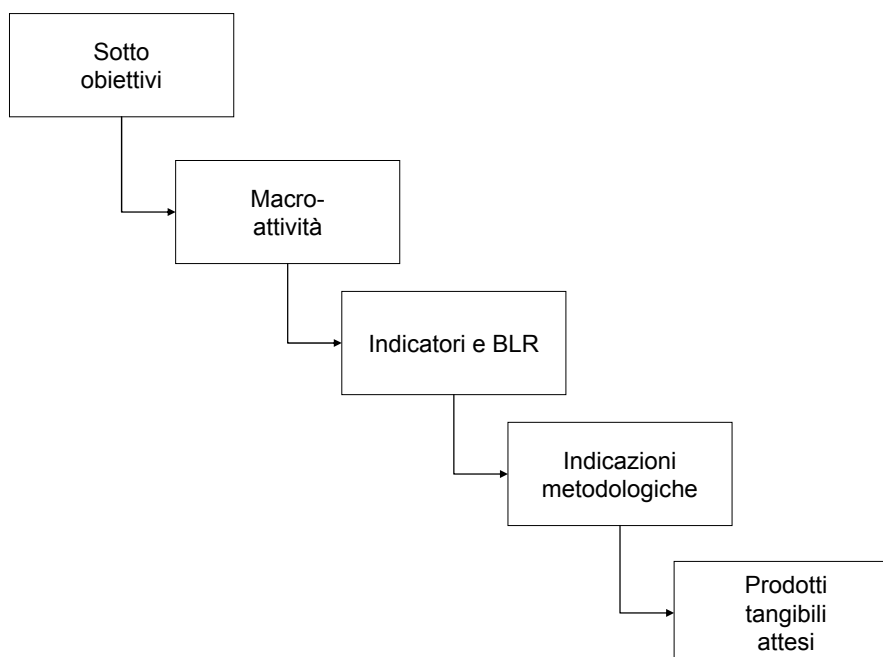 Sotto
obiettivi
Macro-
attività
Indicatori e BLR
Indicazioni
metodologiche
Prodotti
tangibili
attesi